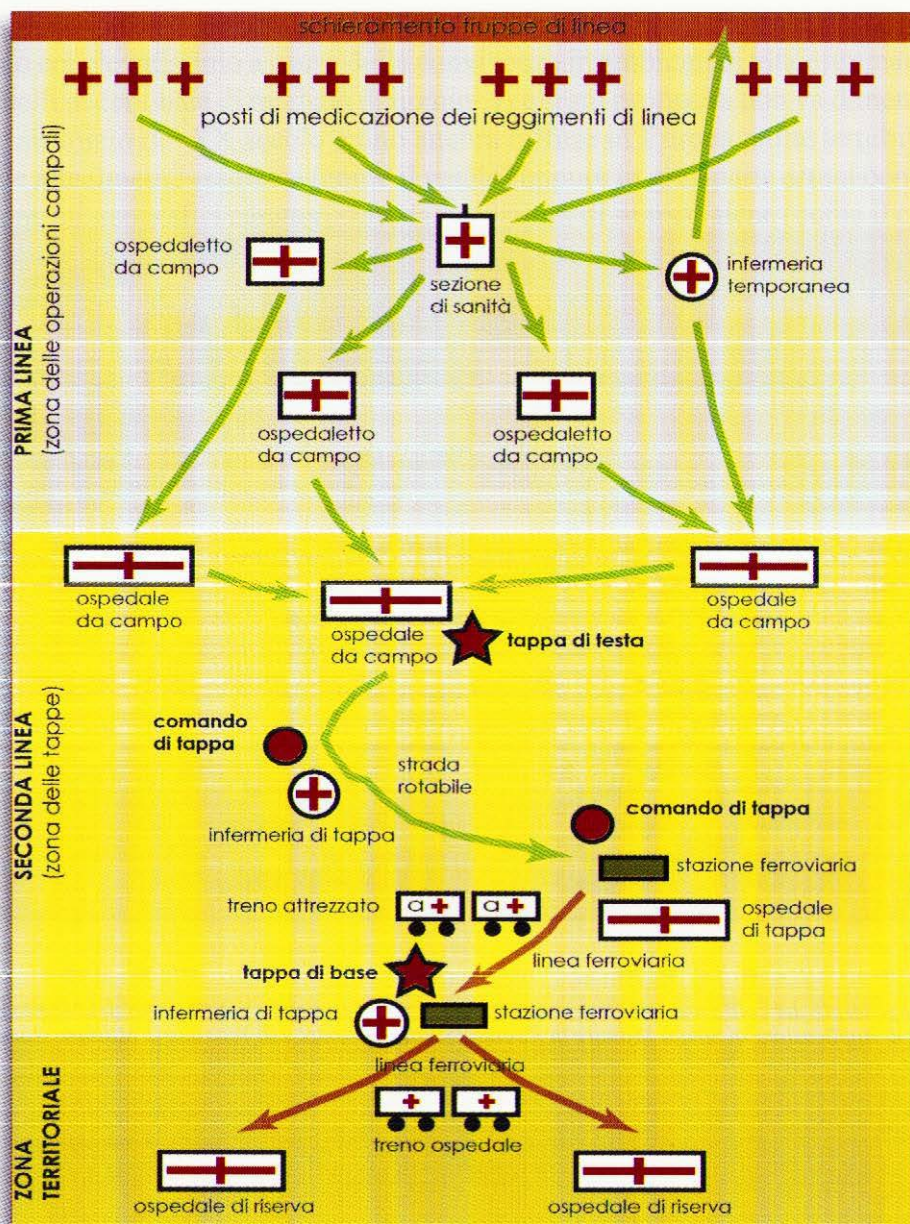 schieramento truppe di linea
posti di medicazione dei reggimenti di linea
PRIMA LINEA
(zona delle operazioni campali)
ospedaletto
da campo
sezione
di sanità
infermeria
temporanea
ospedaletto
da campo
ospedaletto
da campo
SECONDA LINEA
(zona delle tappe)
ospedale
da campo
ospedale
da campo
tappa di testa
ospedale
da campo
comando
di tappa
strada
rotabile
infermeria di tappa
comando di tappa
stazione ferroviaria
treno attrezzato
a
a
ospedale
di tappa
linea ferroviaria
tappa di base
infermeria di tappa
stazione ferroviaria
ZONA
TERRITORIALE
linea ferroviaria
treno ospedale
ospedale di riserva
ospedale di riserva